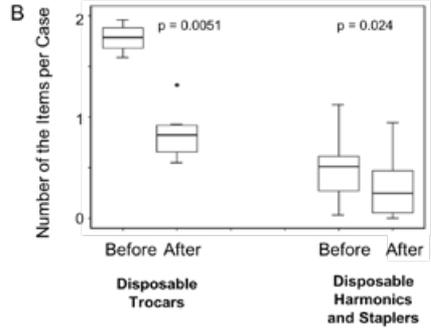 B
Number of the Items per Case
2
1
0
p = 0.0051
p = 0.024
Before After
Before After
Disposable
Trocars
Disposable
Harmonics
and Staplers